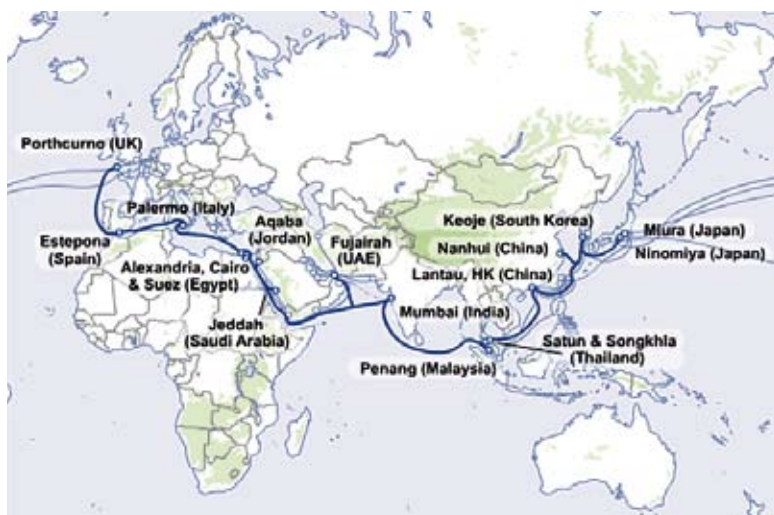 Porthcurno (UK)
Palermo (Italy)
Estepona
(Spain)
Aqaba
(Jordan)
Alexandria, Cairo
& Suez (Egypt)
Jeddah
(Saudi Arabia)
Fujairah
(UAE)
Mumbai (India)
Penang (Malaysia)
Keoje (South Korea)
Nanhui (China)
Lantau, HK (China)
Miura (Japan)
Ninomiya (Japan)
Satun & Songkhla
(Thailand)